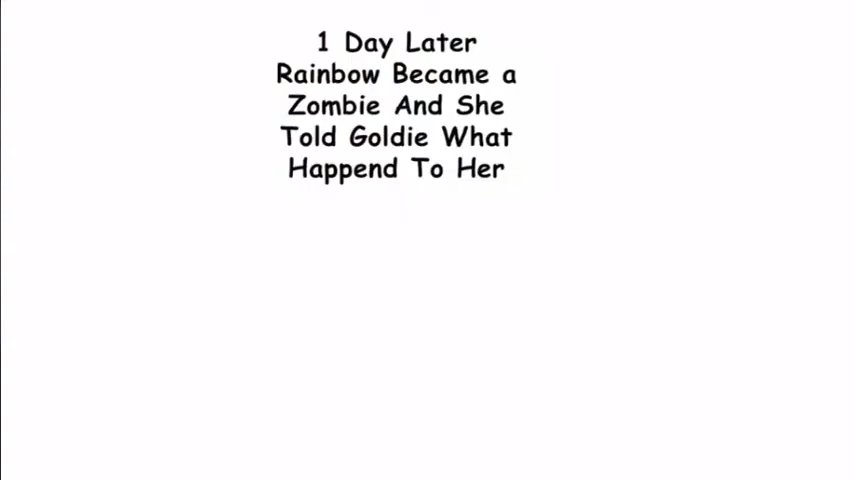 1 Day Later
Rainbow Became a
Zombie And She
Told Goldie What
Happend To Her